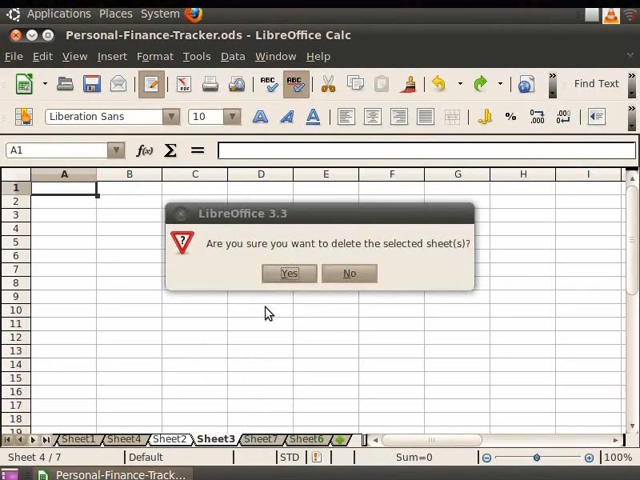 Applications Places System
Personal-Finance-Tracker.ods - LibreOffice Calc
File Edit View Insert Format Tools Data Window Help
Find Text
Liberation Sans 10
A1 f(x) Σ =
A B C D E F G H I
1
2
3
4
5
6
7
8
9
10
11
12
13
14
15
16
17
18
19
LibreOffice 3.3
Are you sure you want to delete the selected sheet(s)?
Yes No
Sheet1 Sheet4 Sheet2 Sheet3 Sheet7 Sheet6
Sheet 4 / 7 Default STD Sum=0 100%
Personal-Finance-Track...